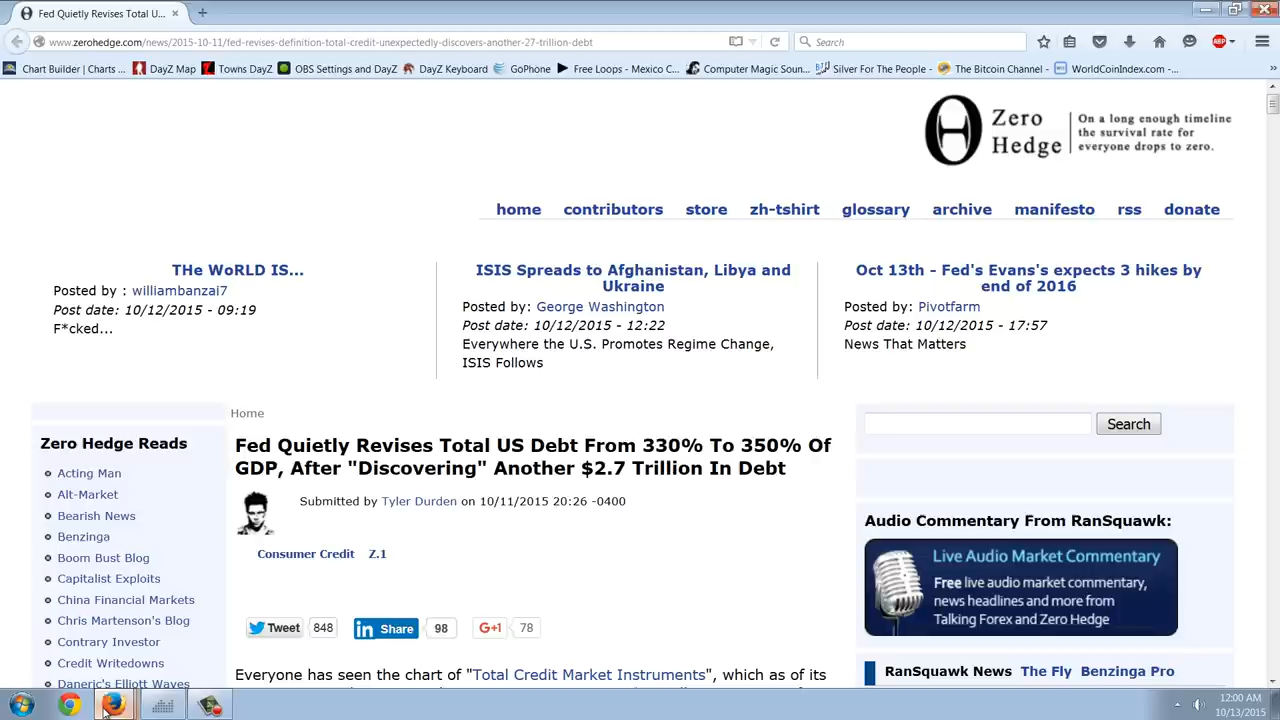 Fed Quietly Revises Total U...
www.zerohedge.com/news/2015-10-11/fed-revises-definition-total-credit-unexpectedly-discovers-another-27-trillion-debt
Search
ABP
Chart Builder | Charts ...
DayZ Map
Towns DayZ
OBS Settings and DayZ
DayZ Keyboard
GoPhone
Free Loops - Mexico C...
Computer Magic Soun...
Silver For The People -
The Bitcoin Channel -
WorldCoinIndex.com -...
Zero
Hedge
On a long enough timeline
the survival rate for
everyone drops to zero.
home contributors store zh-tshirt glossary archive manifesto rss donate
THe WoRLD IS...
Posted by : williambanzai7
Post date: 10/12/2015 - 09:19
F*cked...
ISIS Spreads to Afghanistan, Libya and
Ukraine
Posted by: George Washington
Post date: 10/12/2015 - 12:22
Everywhere the U.S. Promotes Regime Change,
ISIS Follows
Oct 13th - Fed's Evans's expects 3 hikes by
end of 2016
Posted by: Pivotfarm
Post date: 10/12/2015 - 17:57
News That Matters
Zero Hedge Reads
Acting Man
Alt-Market
Bearish News
Benzinga
Boom Bust Blog
Capitalist Exploits
China Financial Markets
Chris Martenson's Blog
Contrary Investor
Credit Writedowns
Daneric's Elliott Waves
Home
Fed Quietly Revises Total US Debt From 330% To 350% Of
GDP, After "Discovering" Another $2.7 Trillion In Debt
Submitted by Tyler Durden on 10/11/2015 20:26 -0400
Consumer Credit Z.1
Tweet 848
in Share 98
G+1 78
Everyone has seen the chart of "Total Credit Market Instruments", which as of its
Search
Audio Commentary From RanSquawk:
Live Audio Market Commentary
Free live audio market commentary,
news headlines and more from
Talking Forex and Zero Hedge
RanSquawk News The Fly Benzinga Pro
12:00 AM
10/13/2015